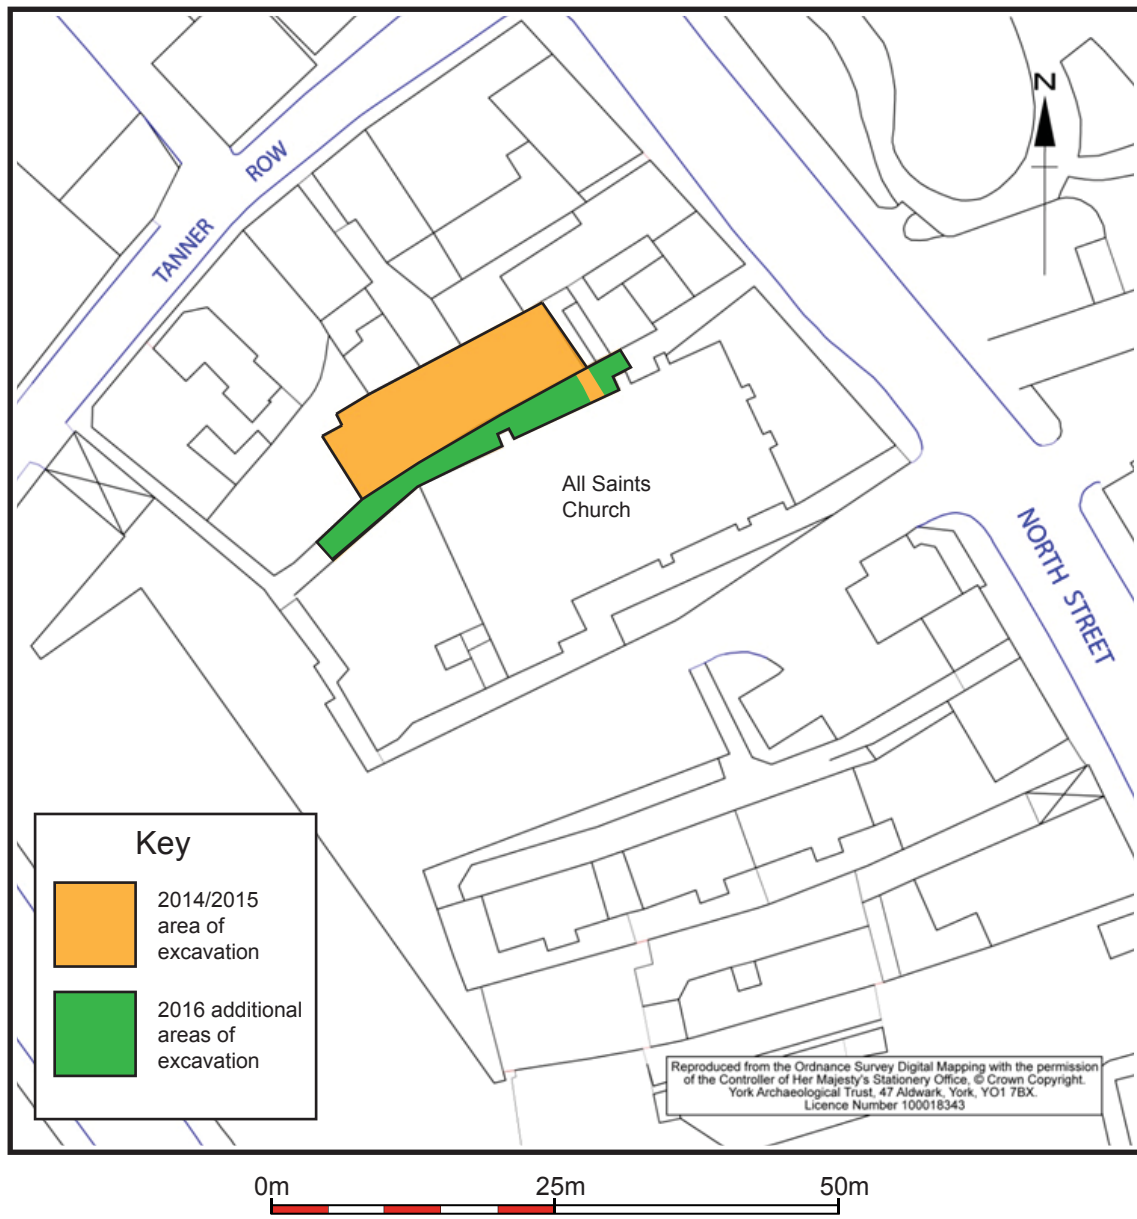 N
TANNER
ROW
All Saints
Church
NORTH STREET
Key
2014/2015
area of
excavation
2016 additional
areas of
excavation
Reproduced from the Ordnance Survey Digital Mapping with the permission
of the Controller of Her Majesty's Stationery Office, © Crown Copyright.
York Archaeological Trust, 47 Aldwark, York, YO1 7BX.
Licence Number 100018343
0m
25m
50m